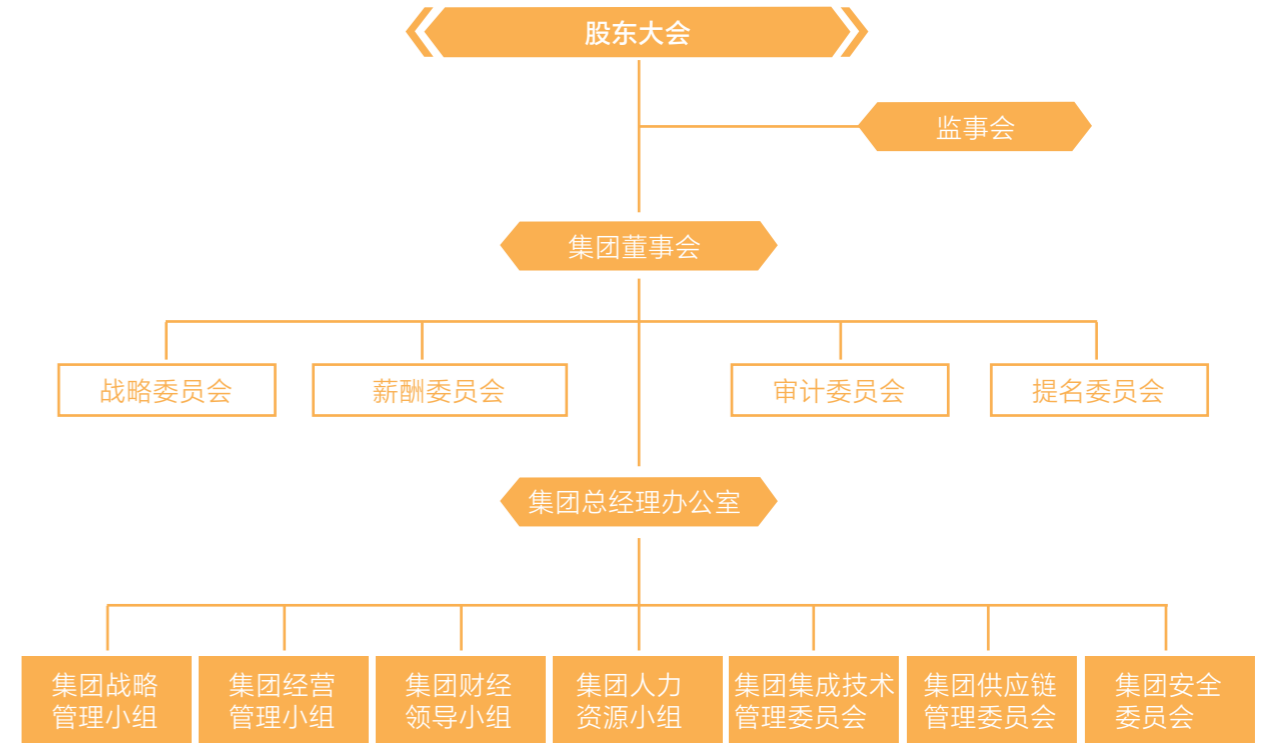 股东大会
监事会
集团董事会
战略委员会
薪酬委员会
审计委员会
提名委员会
集团总经理办公室
集团战略
管理小组
集团经营
管理小组
集团财经
领导小组
集团人力
资源小组
集团集成技术
管理委员会
集团供应链
管理委员会
集团安全
委员会